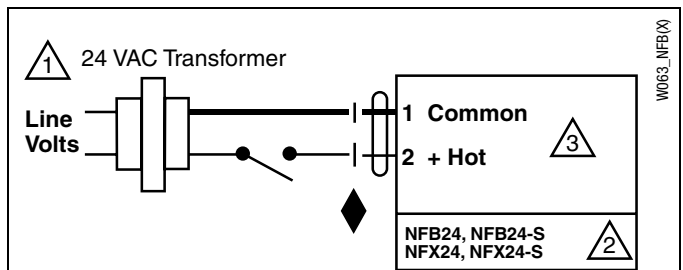 1 24 VAC Transformer
Line
Volts
1 Common
2 + Hot
3
NFB24, NFB24-S
NFX24, NFX24-S
2
W063_NFB(X)